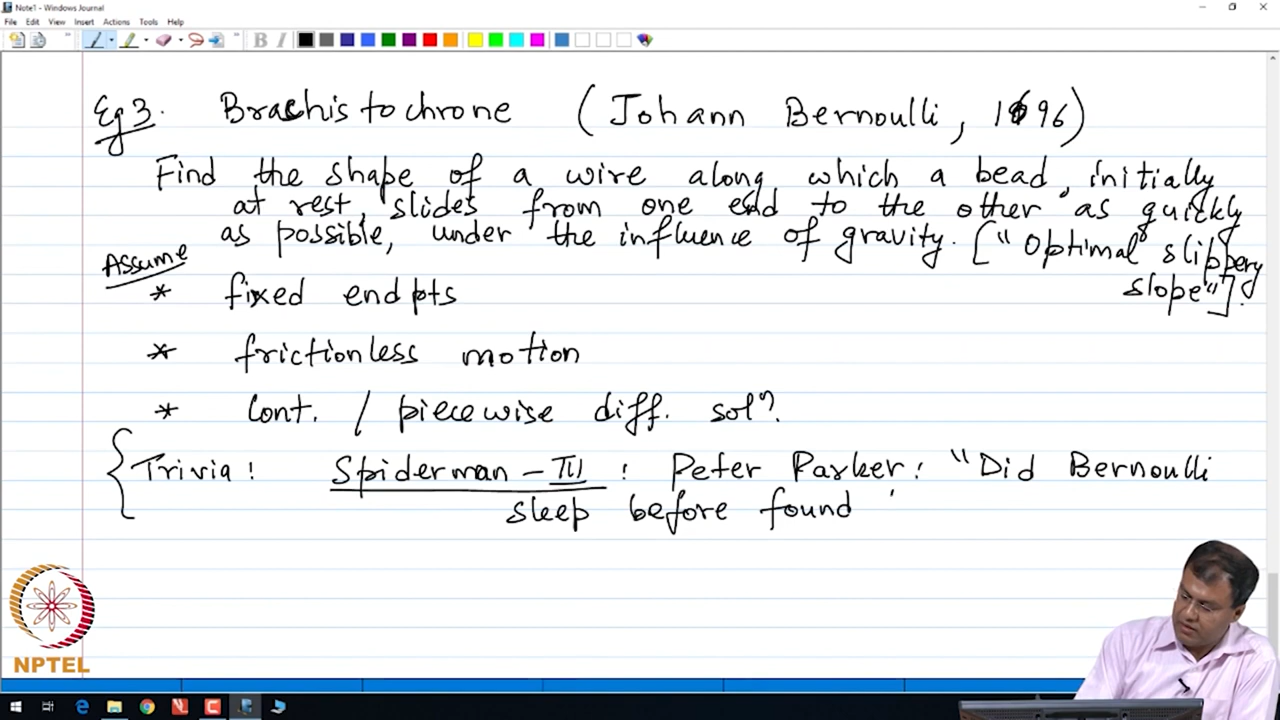 Note1 - Windows Journal
File Edit View Insert Actions Tools Help
Eg 3. Brachistochrone (Johann Bernoulli, 1696)
Find the shape of a wire along which a bead, initially
at rest, slides from one end to the other as quickly
as possible, under the influence of gravity. ["Optimal slippery
slope"].
Assume
* fixed endpts
* frictionless motion
* Cont. / piecewise diff. solⁿ.
{ Trivia: Spiderman - III : Peter Parker: "Did Bernoulli
sleep before found
NPTEL